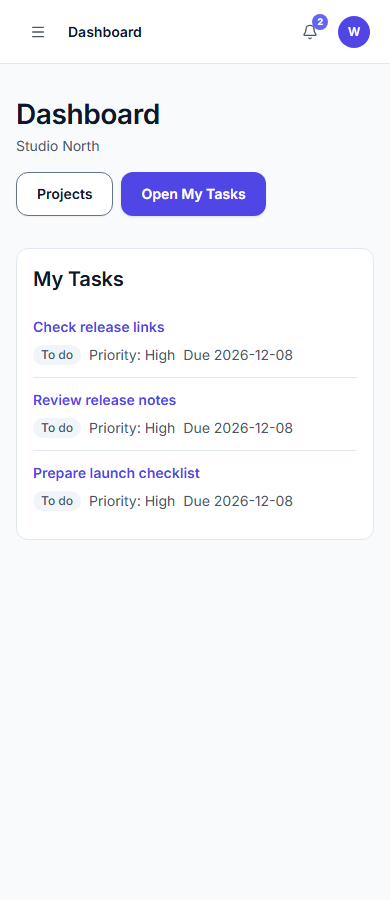 Dashboard
2
W
Dashboard
Studio North
Projects
Open My Tasks
My Tasks
Check release links
To do Priority: High Due 2026-12-08
Review release notes
To do Priority: High Due 2026-12-08
Prepare launch checklist
To do Priority: High Due 2026-12-08